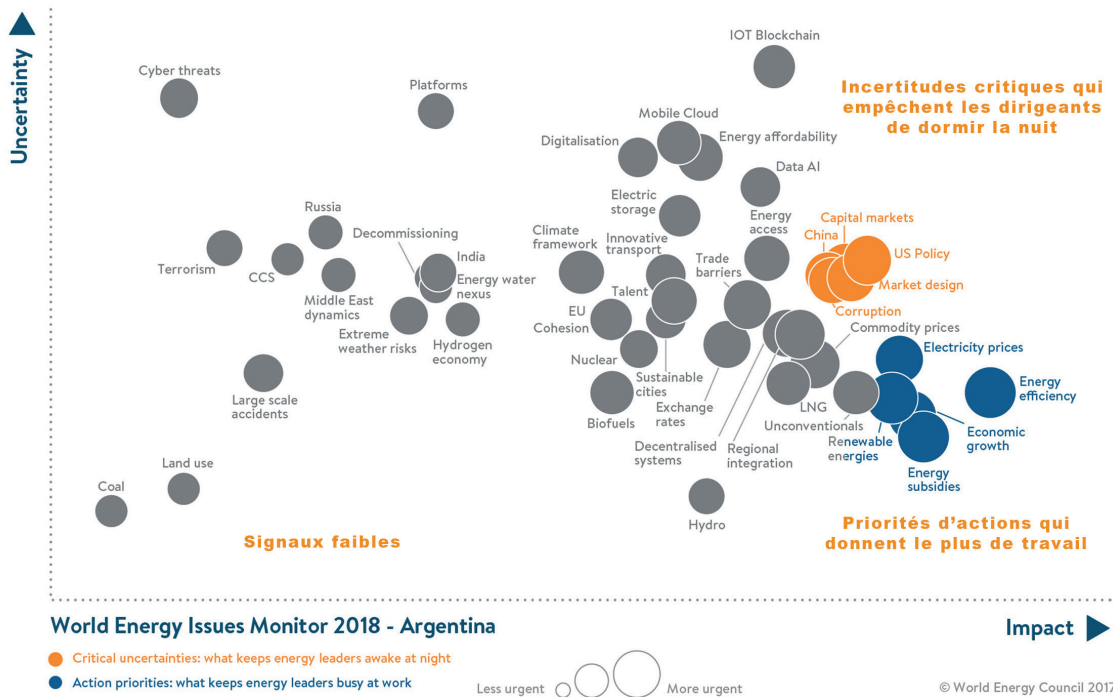 Uncertainty
IOT Blockchain
Cyber threats
Platforms
Incertitudes critiques qui
empêchent les dirigeants
de dormir la nuit
Mobile Cloud
Digitalisation
Energy affordability
Data AI
Electric
storage
Russia
Decommissioning
Climate
framework
Innovative
transport
Energy
access
Capital markets
China
US Policy
Terrorism
CCS
India
Trade
barriers
Middle East
dynamics
Energy water
nexus
Talent
Market design
EU
Cohesion
Corruption
Extreme
weather risks
Hydrogen
economy
Commodity prices
Nuclear
Electricity prices
Large scale
accidents
Sustainable
cities
Energy
efficiency
Biofuels
Exchange
rates
LNG
Unconventionals
Decentralised
systems
Regional
integration
Renewable
energies
Economic
growth
Energy
subsidies
Land use
Coal
Hydro
Signaux faibles
Priorités d'actions qui
donnent le plus de travail
World Energy Issues Monitor 2018 - Argentina
Impact
Critical uncertainties: what keeps energy leaders awake at night
Action priorities: what keeps energy leaders busy at work
Less urgent
More urgent
© World Energy Council 2017